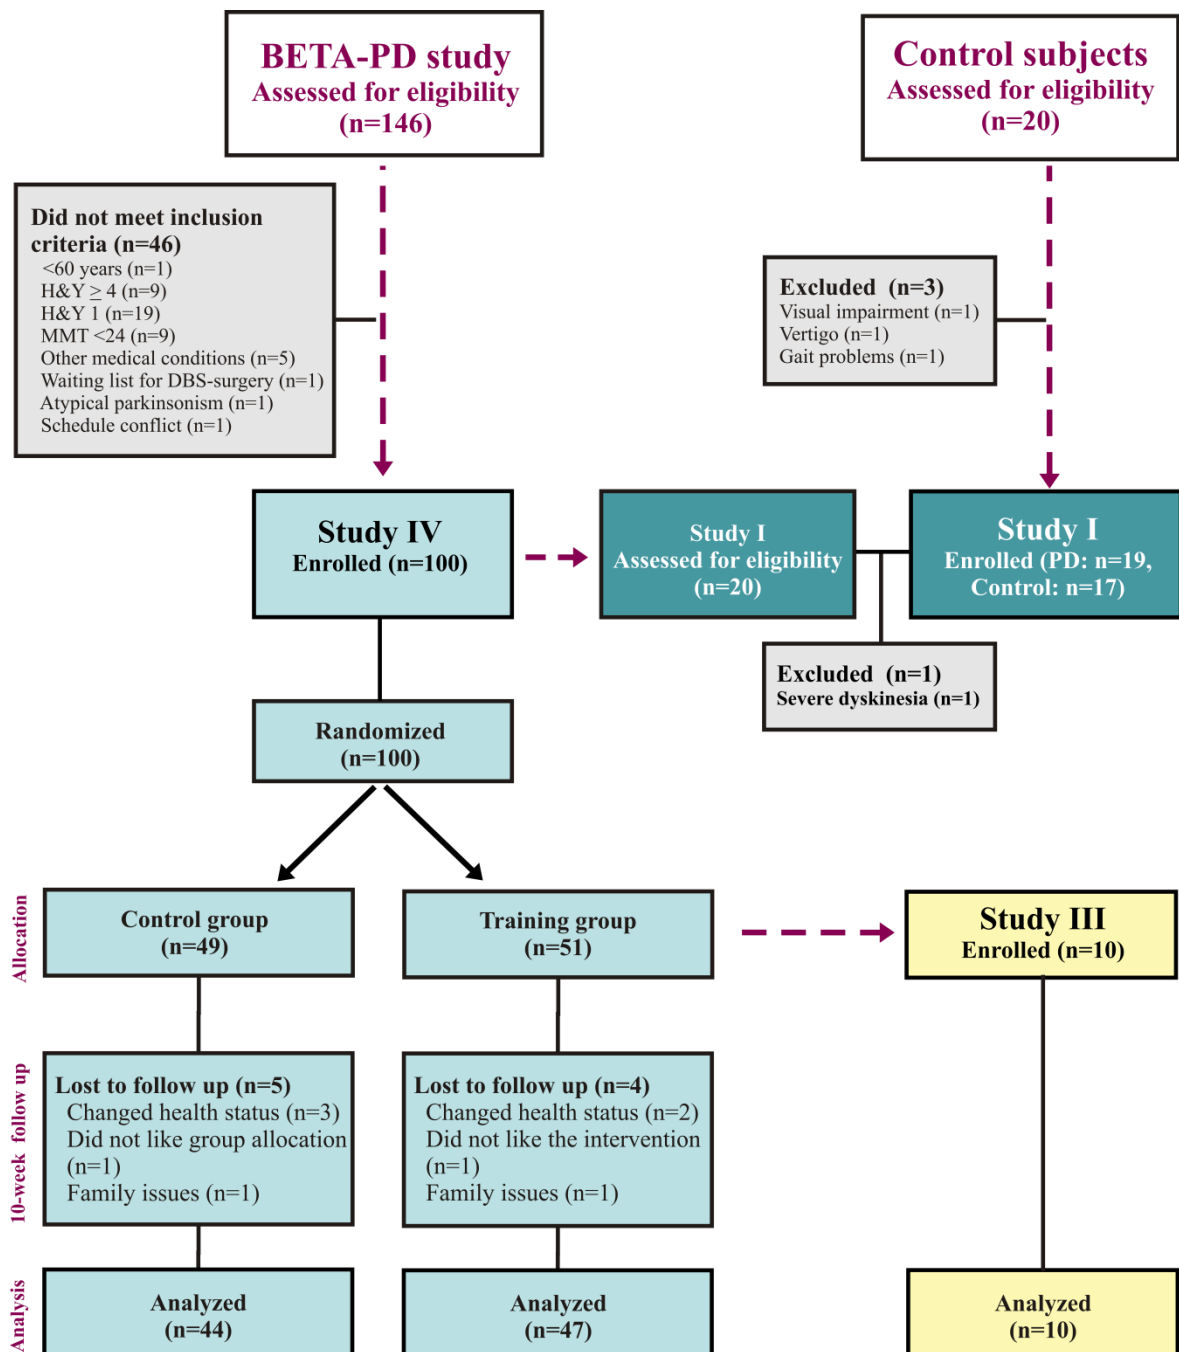 BETA-PD study
Assessed for eligibility
(n=146)
Control subjects
Assessed for eligibility
(n=20)
Did not meet inclusion
criteria (n=46)
<60 years (n=1)
H&Y ≥ 4 (n=9)
H&Y 1 (n=19)
MMT <24 (n=9)
Other medical conditions (n=5)
Waiting list for DBS-surgery (n=1)
Atypical parkinsonism (n=1)
Schedule conflict (n=1)
Excluded (n=3)
Visual impairment (n=1)
Vertigo (n=1)
Gait problems (n=1)
Study IV
Enrolled (n=100)
Study I
Assessed for eligibility
(n=20)
Study I
Enrolled (PD: n=19,
Control: n=17)
Excluded (n=1)
Severe dyskinesia (n=1)
Randomized
(n=100)
Allocation
Control group
(n=49)
Training group
(n=51)
Study III
Enrolled (n=10)
10-week follow up
Lost to follow up (n=5)
Changed health status (n=3)
Did not like group allocation
(n=1)
Family issues (n=1)
Lost to follow up (n=4)
Changed health status (n=2)
Did not like the intervention
(n=1)
Family issues (n=1)
Analysis
Analyzed
(n=44)
Analyzed
(n=47)
Analyzed
(n=10)